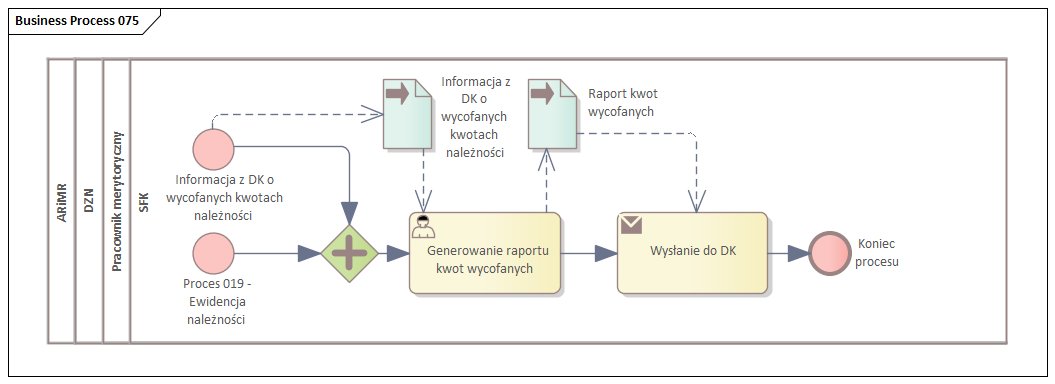 Business Process 075
ARiMR
DZN
Pracownik merytoryczny
SFK
Informacja z DK o
wycofanych kwotach
należności
Proces 019 -
Ewidencja
należności
Informacja z
DK o
wycofanych
kwotach
należności
Raport kwot
wycofanych
Generowanie raportu
kwot wycofanych
Wysłanie do DK
Koniec
procesu